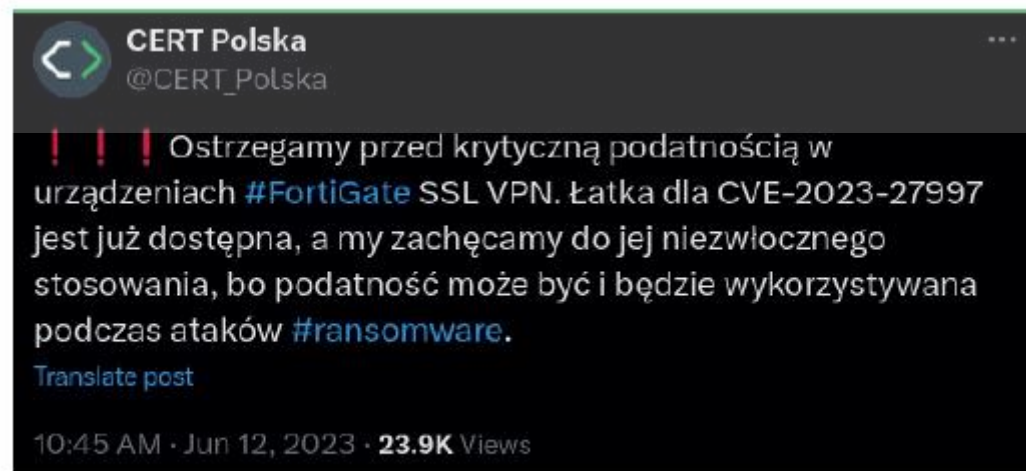 CERT Polska
@CERT_Polska
❗❗❗ Ostrzegamy przed krytyczną podatnością w
urządzeniach #FortiGate SSL VPN. Łatka dla CVE-2023-27997
jest już dostępna, a my zachęcamy do jej niezwłocznego
stosowania, bo podatność może być i będzie wykorzystywana
podczas ataków #ransomware.
Translate post
10:45 AM · Jun 12, 2023 · 23.9K Views